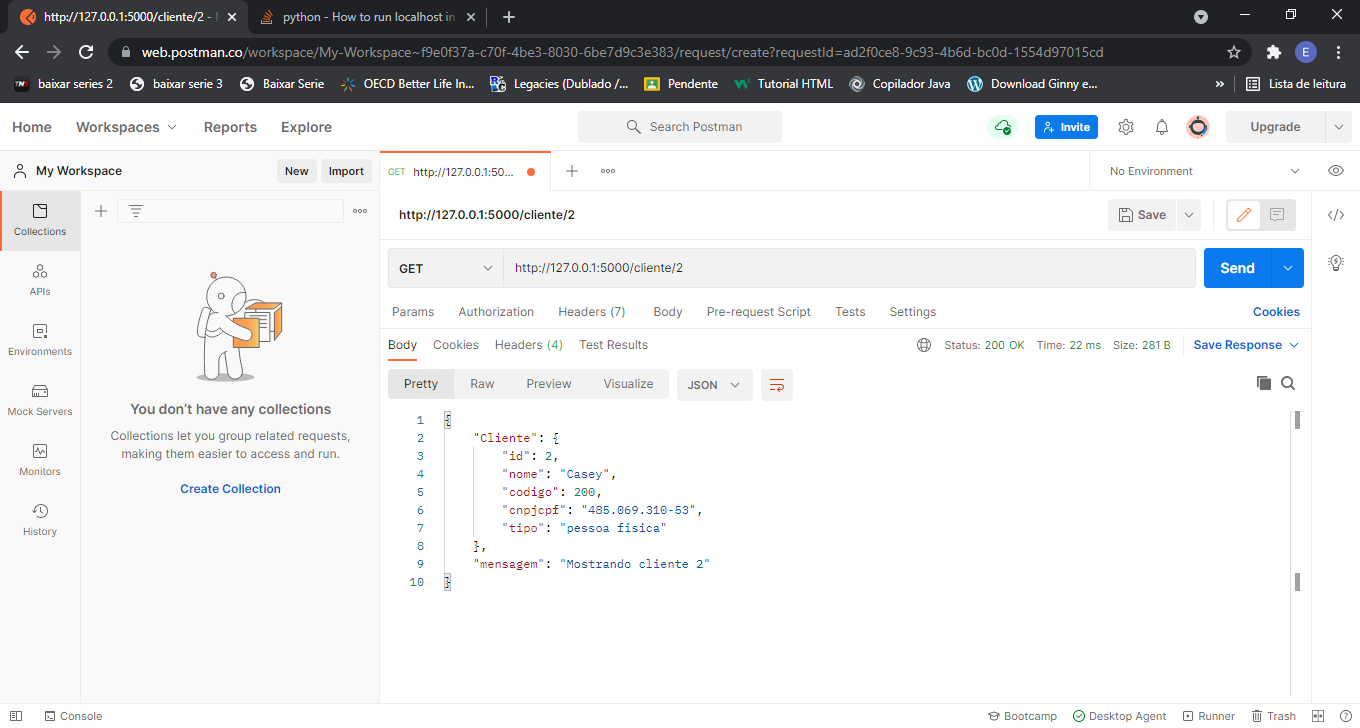 http://127.0.0.1:5000/cliente/2 -
python - How to run localhost in
web.postman.co/workspace/My-Workspace~f9e0f37a-c70f-4be3-8030-6be7d9c3e383/request/create?requestId=ad2f0ce8-9c93-4b6d-bc0d-1554d97015cd
E
baixar series 2
baixar serie 3
Baixar Serie
OECD Better Life In...
Legacies (Dublado /...
Pendente
Tutorial HTML
Copilador Java
Download Ginny e...
»
Lista de leitura
Home
Workspaces
Reports
Explore
Search Postman
Invite
Upgrade
My Workspace
New
Import
GET http://127.0.0.1:50...
No Environment
Collections
APIs
Environments
Mock Servers
Monitors
History
You don't have any collections
Collections let you group related requests,
making them easier to access and run.
Create Collection
http://127.0.0.1:5000/cliente/2
Save
GET
http://127.0.0.1:5000/cliente/2
Send
Params
Authorization
Headers (7)
Body
Pre-request Script
Tests
Settings
Cookies
Body
Cookies
Headers (4)
Test Results
Status: 200 OK
Time: 22 ms
Size: 281 B
Save Response
Pretty
Raw
Preview
Visualize
JSON
1 {
2 "Cliente": {
3 "id": 2,
4 "nome": "Casey",
5 "codigo": 200,
6 "cnpjcpf": "485.069.310-53",
7 "tipo": "pessoa fisica"
8 },
9 "mensagem": "Mostrando cliente 2"
10 }
Console
Bootcamp
Desktop Agent
Runner
Trash